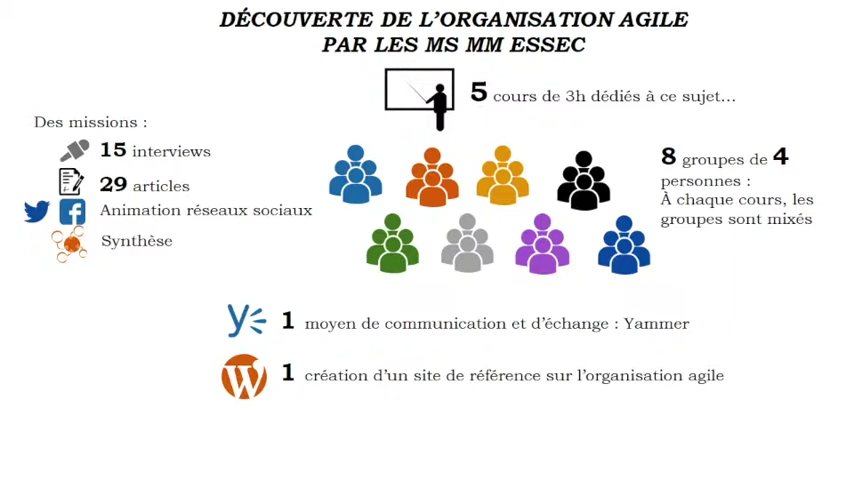 DÉCOUVERTE DE L'ORGANISATION AGILE
PAR LES MS MM ESSEC
5 cours de 3h dédiés à ce sujet...
Des missions :
15 interviews
29 articles
Animation réseaux sociaux
Synthèse
8 groupes de 4
personnes :
À chaque cours, les
groupes sont mixés
1 moyen de communication et d'échange : Yammer
1 création d'un site de référence sur l'organisation agile